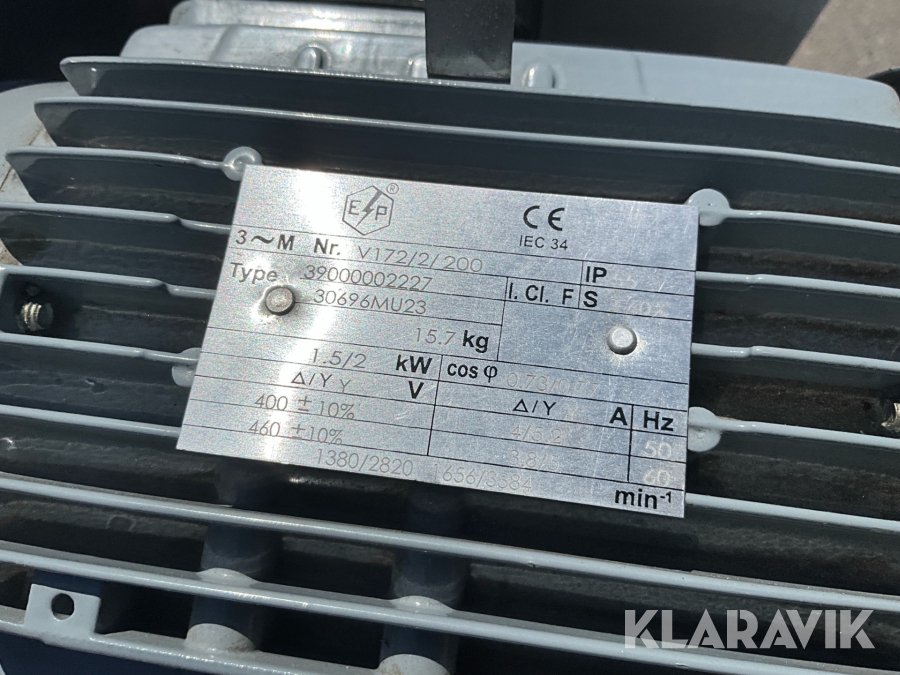 E P ®
CE
IEC 34
3~M Nr. V172/2/200
IP
Type 39000002227
30696MU23
I. Cl. F S
15.7 kg
1.5/2 kW cos φ
Δ/Y Y V Δ/Y A Hz
400 ±10% 50
460 ±10% 60
1380/2820 1656/3384 min-1
KLARAVIK